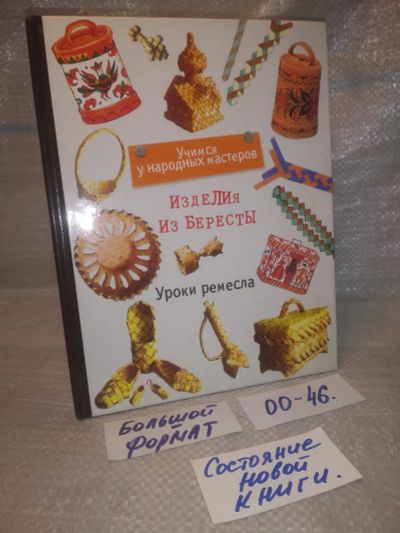 Учимся
у народных мастеров
ИЗДЕЛИЯ
ИЗ БЕРЕСТЫ
Уроки ремесла
БОЛЬШОЙ
ФОРМАТ
00-46.
Состояние
новой
книги.